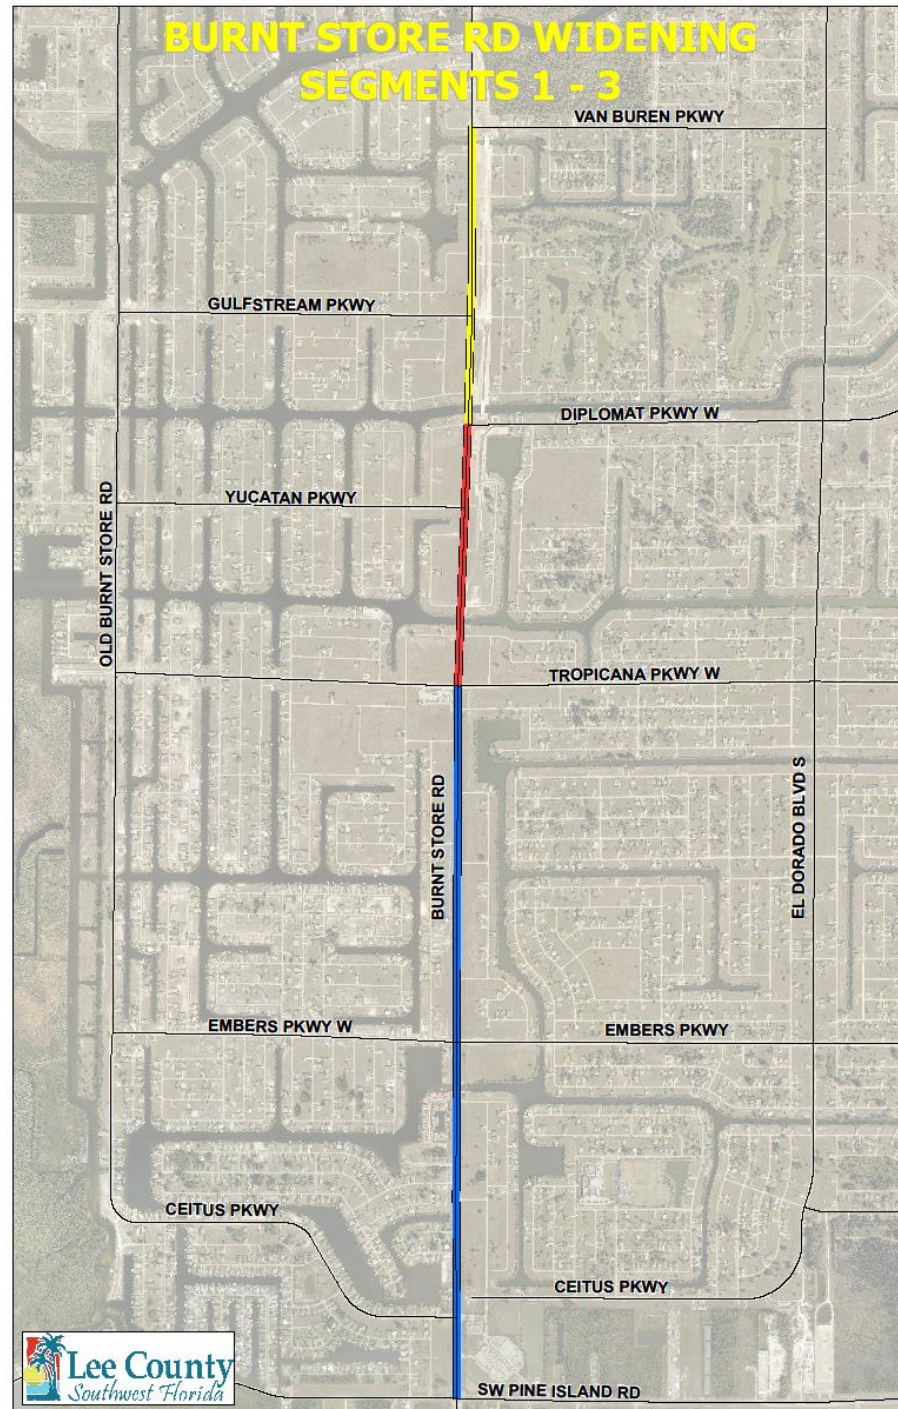 BURNT STORE RD WIDENING
SEGMENTS 1 - 3
VAN BUREN PKWY
GULFSTREAM PKWY
DIPLOMAT PKWY W
YUCATAN PKWY
OLD BURNT STORE RD
TROPICANA PKWY W
BURNT STORE RD
EL DORADO BLVD S
EMBERS PKWY W
EMBERS PKWY
CEITUS PKWY
CEITUS PKWY
SW PINE ISLAND RD
Lee County
Southwest Florida